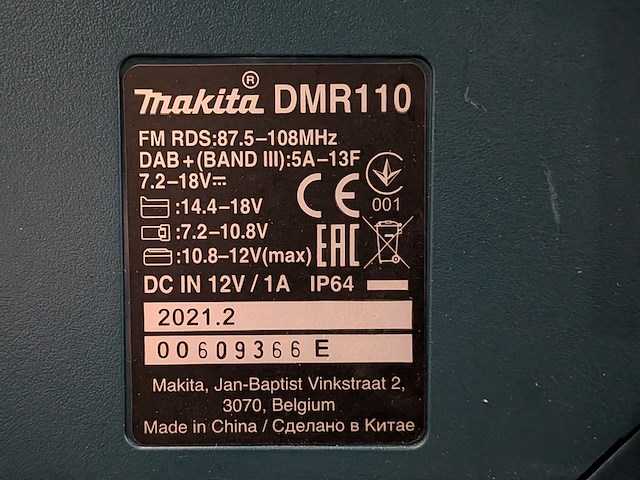 makita® DMR110
FM RDS:87.5–108MHz
DAB+(BAND III):5A–13F
7.2–18V⎓
:14.4–18V
:7.2–10.8V
:10.8–12V(max)
CE
001
EAC
DC IN 12V / 1A IP64
2021.2
00609366 E
Makita, Jan-Baptist Vinkstraat 2,
3070, Belgium
Made in China / Сделано в Китае